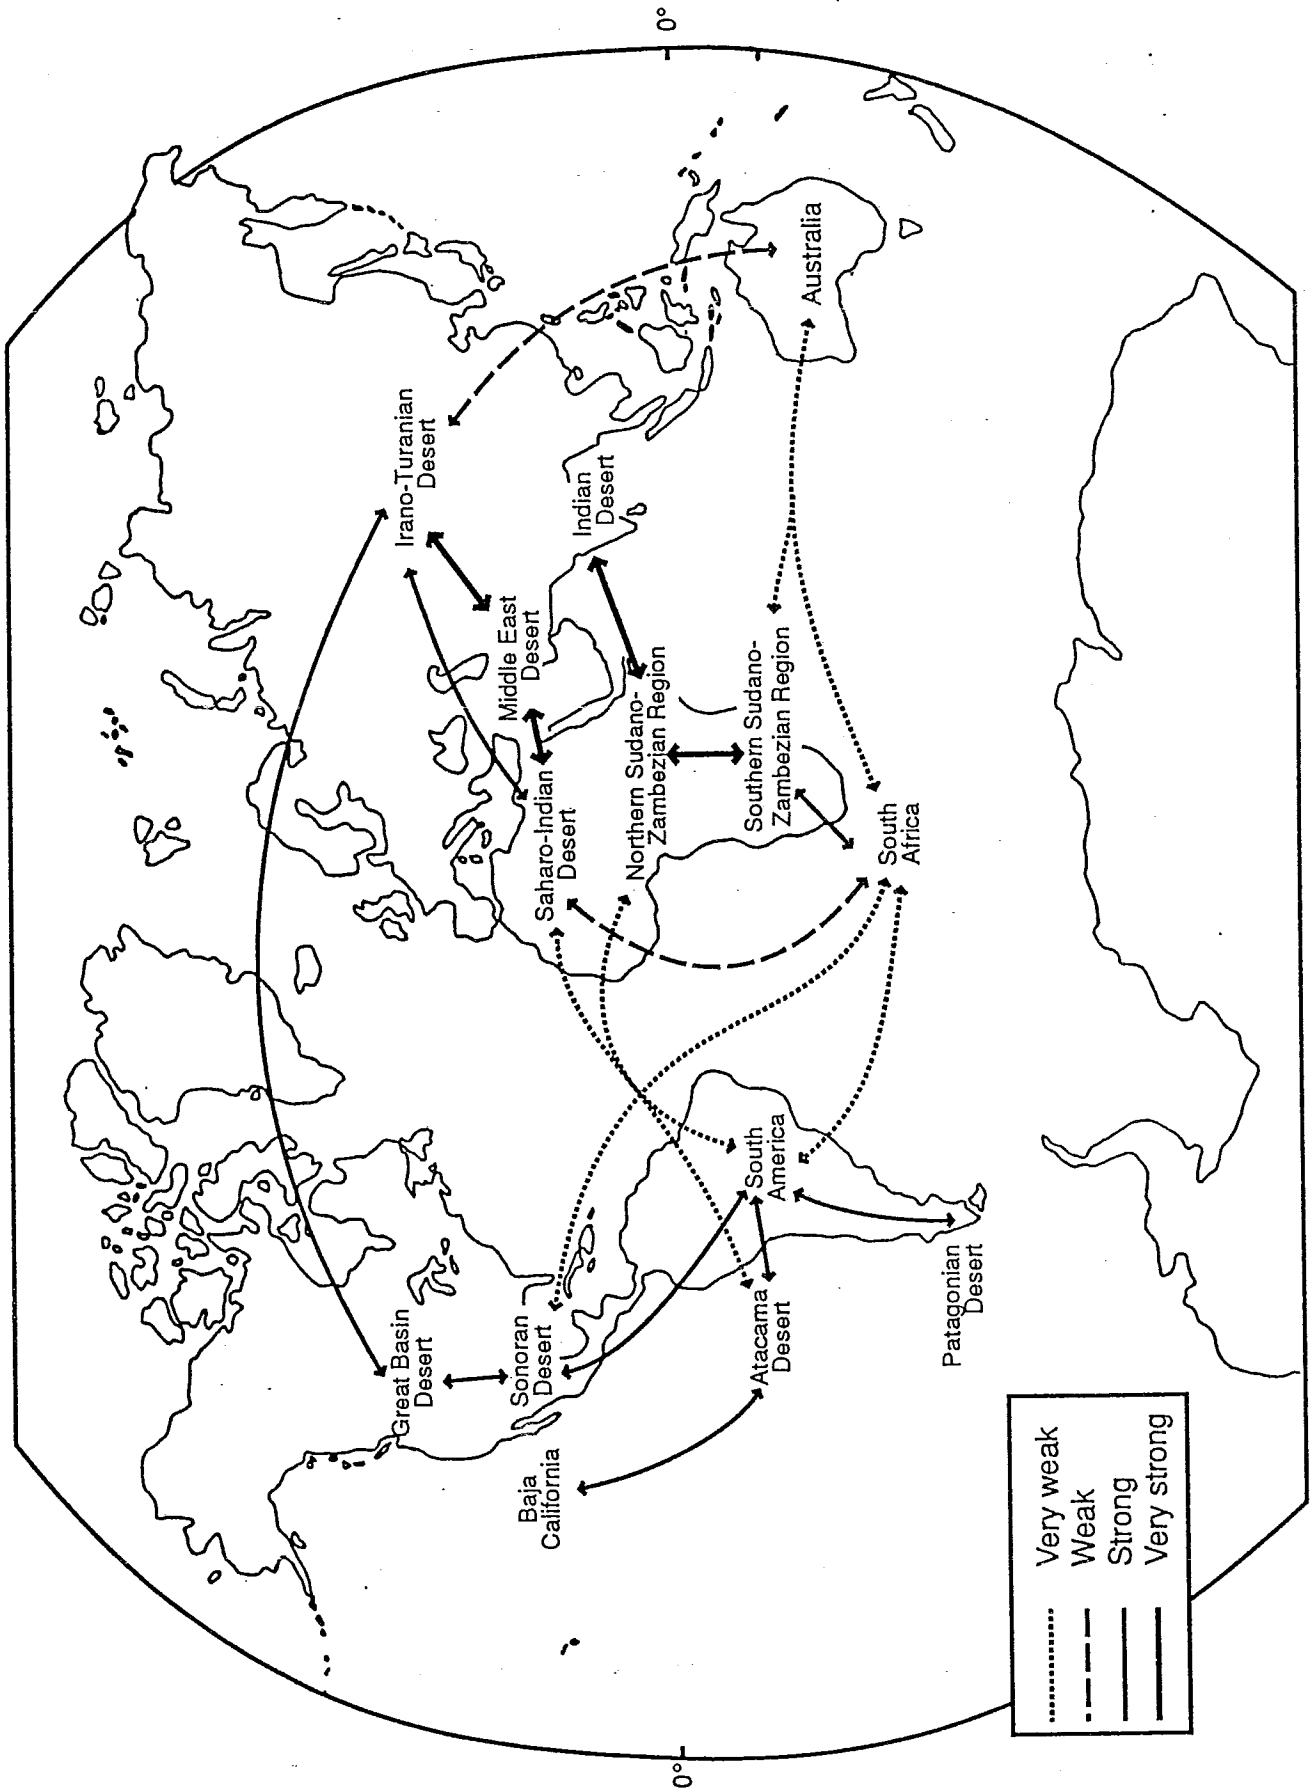 0°
0°
Great Basin
Desert
Sonoran
Desert
Baja
California
Atacama
Desert
South
America
Patagonian
Desert
Irano-Turanian
Desert
Middle East
Desert
Indian
Desert
Saharo-Indian
Desert
Northern Sudano-
Zambezian Region
Southern Sudano-
Zambezian Region
South
Africa
Australia
Very weak
Weak
Strong
Very strong